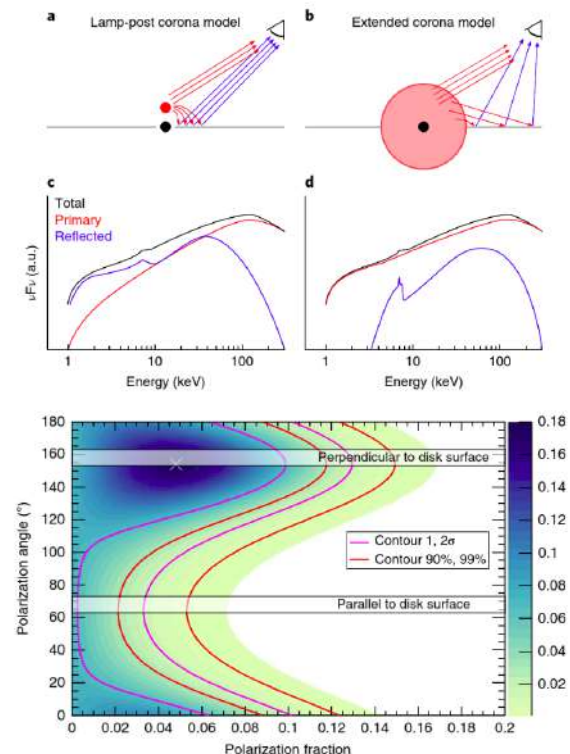 a Lamp-post corona model
b Extended corona model
c
Total
Primary
Reflected
νFν (a.u.)
1 10 100
Energy (keV)
d
1 10 100
Energy (keV)
180
160
140
120
100
80
60
40
20
0
Polarization angle (°)
Perpendicular to disk surface
Contour 1, 2σ
Contour 90%, 99%
Parallel to disk surface
0 0.02 0.04 0.06 0.08 0.1 0.12 0.14 0.16 0.18 0.2
Polarization fraction
0.18
0.16
0.14
0.12
0.1
0.08
0.06
0.04
0.02